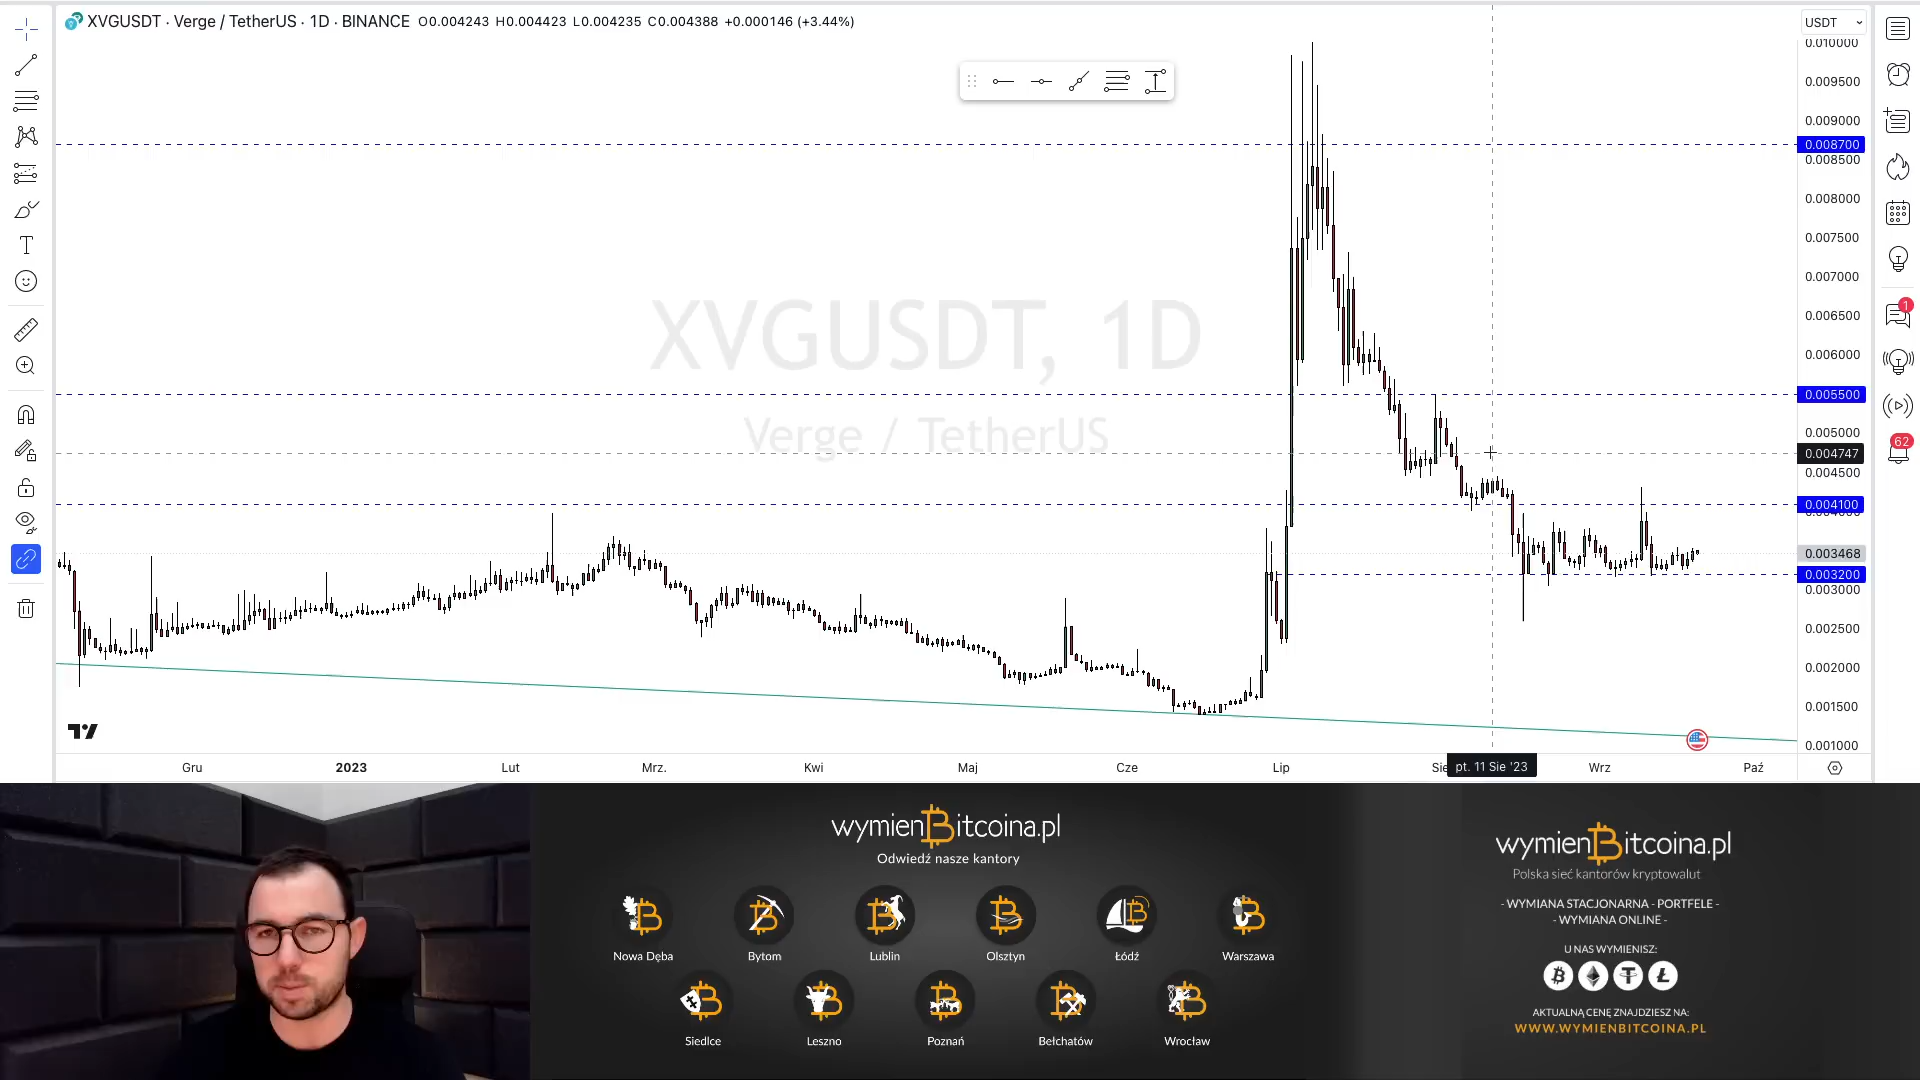 XVGUSDT · Verge / TetherUS · 1D · BINANCE O0.004243 H0.004423 L0.004235 C0.004388 +0.000146 (+3.44%)
USDT
0.010000
0.009500
0.009000
0.008700
0.008500
0.008000
0.007500
0.007000
0.006500
0.006000
0.005500
0.005000
0.004747
0.004500
0.004100
0.003468
0.003200
0.003000
0.002500
0.002000
0.001500
0.001000
XVGUSDT, 1D
Verge / TetherUS
1
62
Gru 2023 Lut Mrz. Kwi Maj Cze Lip Sie pt. 11 Sie '23 Wrz Paź
wymienBitcoina.pl
Odwiedź nasze kantory
Nowa Dęba Bytom Lublin Olsztyn Łódź Warszawa
Siedlce Leszno Poznań Bełchatów Wrocław
wymienBitcoina.pl
Polska sieć kantorów kryptowalut
- WYMIANA STACJONARNA - PORTFELE -
- WYMIANA ONLINE -
U NAS WYMIENISZ:
AKTUALNĄ CENĘ ZNAJDZIESZ NA:
WWW.WYMIENBITCOINA.PL